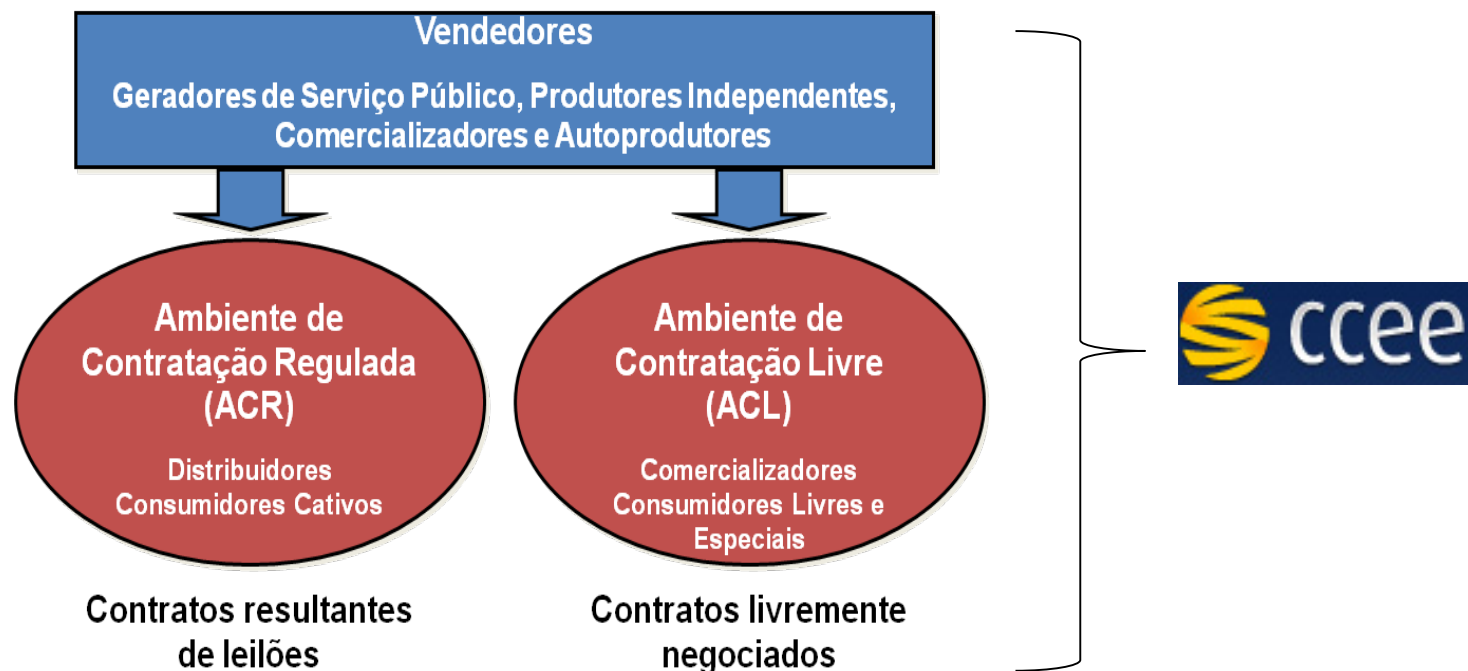 Vendedores
Geradores de Serviço Público, Produtores Independentes,
Comercializadores e Autoprodutores
Ambiente de
Contratação Regulada
(ACR)
Distribuidores
Consumidores Cativos
Ambiente de
Contratação Livre
(ACL)
Comercializadores
Consumidores Livres e
Especiais
Contratos resultantes
de leilões
Contratos livremente
negociados
ccee